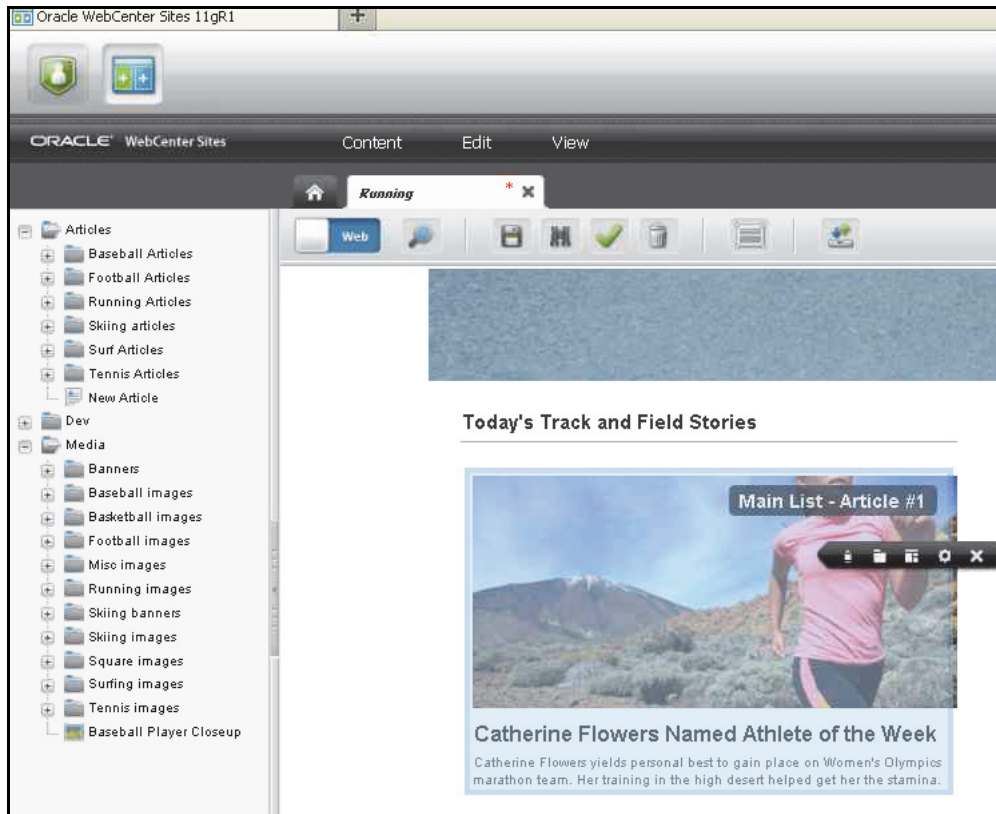 Oracle WebCenter Sites 11gR1
ORACLE® WebCenter Sites
Content
Edit
View
Running *
Web
Articles
Baseball Articles
Football Articles
Running Articles
Skiing articles
Surf Articles
Tennis Articles
New Article
Dev
Media
Banners
Baseball images
Basketball images
Football images
Misc images
Running images
Skiing banners
Skiing images
Square images
Surfing images
Tennis images
Baseball Player Closeup
Today's Track and Field Stories
Main List - Article #1
Catherine Flowers Named Athlete of the Week
Catherine Flowers yields personal best to gain place on Women's Olympics
marathon team. Her training in the high desert helped get her the stamina.